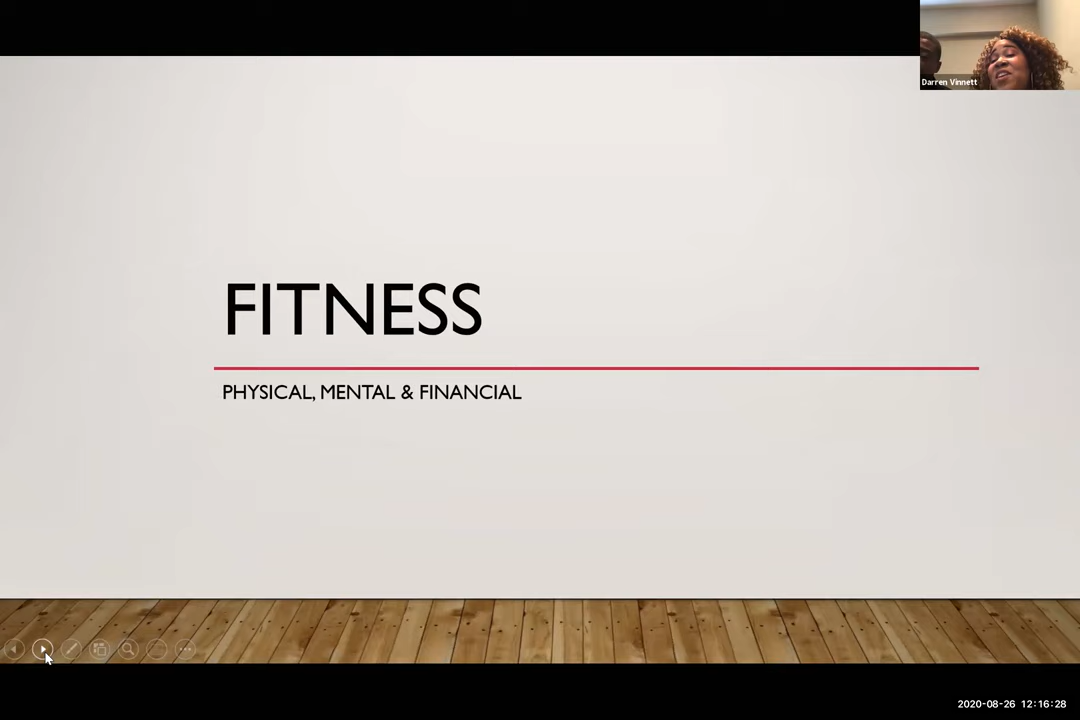 Darren Vinnett
FITNESS
PHYSICAL, MENTAL & FINANCIAL
2020-08-26 12:16:28